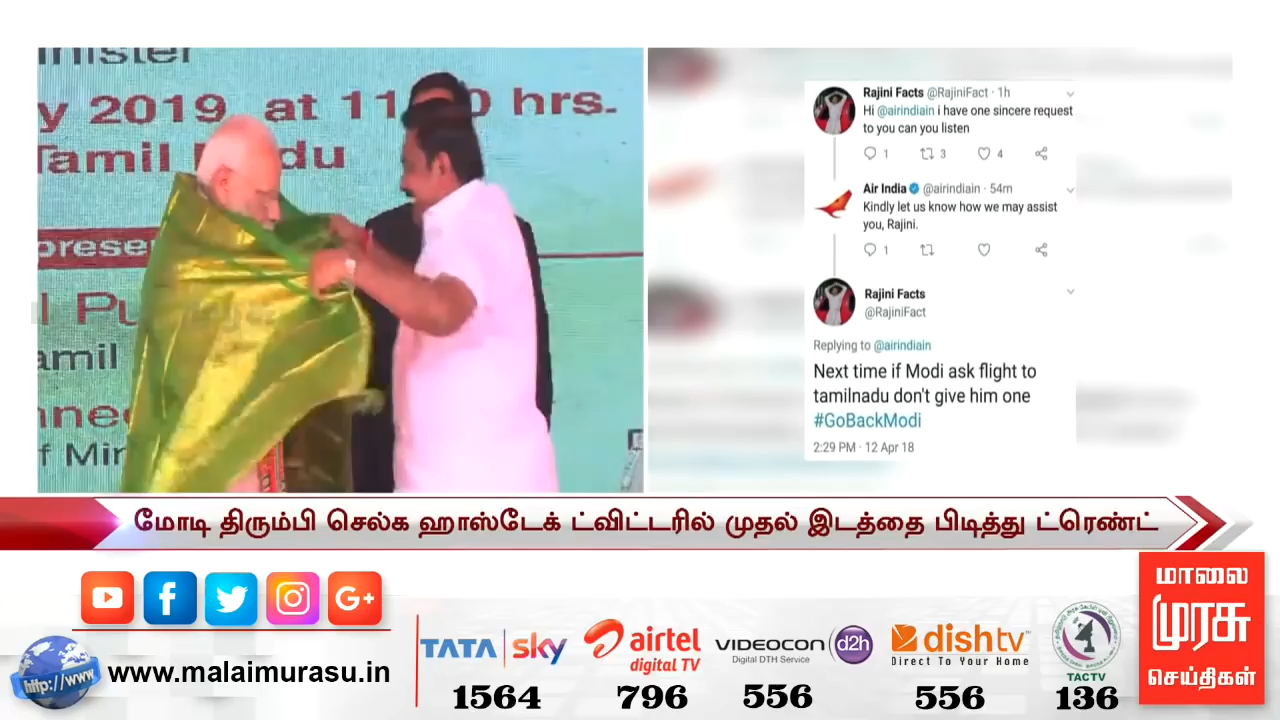 2019 at 11
hrs.
Tamil
Rajini Facts @RajiniFact · 1h
Hi @airindiain i have one sincere request
to you can you listen
1 3 4
Air India @airindiain · 54m
Kindly let us know how we may assist
you, Rajini.
1
Rajini Facts
@RajiniFact
Replying to @airindiain
Next time if Modi ask flight to
tamilnadu don't give him one
#GoBackModi
2:29 PM · 12 Apr 18
மோடி திரும்பி செல்க ஹாஸ்டேக் ட்விட்டரில் முதல் இடத்தை பிடித்து ட்ரெண்ட்
G+
http://www
www.malaimurasu.in
TATA sky
1564
airtel
digital TV
796
VIDEOCON d2h
Digital DTH Service
556
dishtv
Direct To Your Home
556
TACTV
136
மாலை
முரசு
செய்திகள்